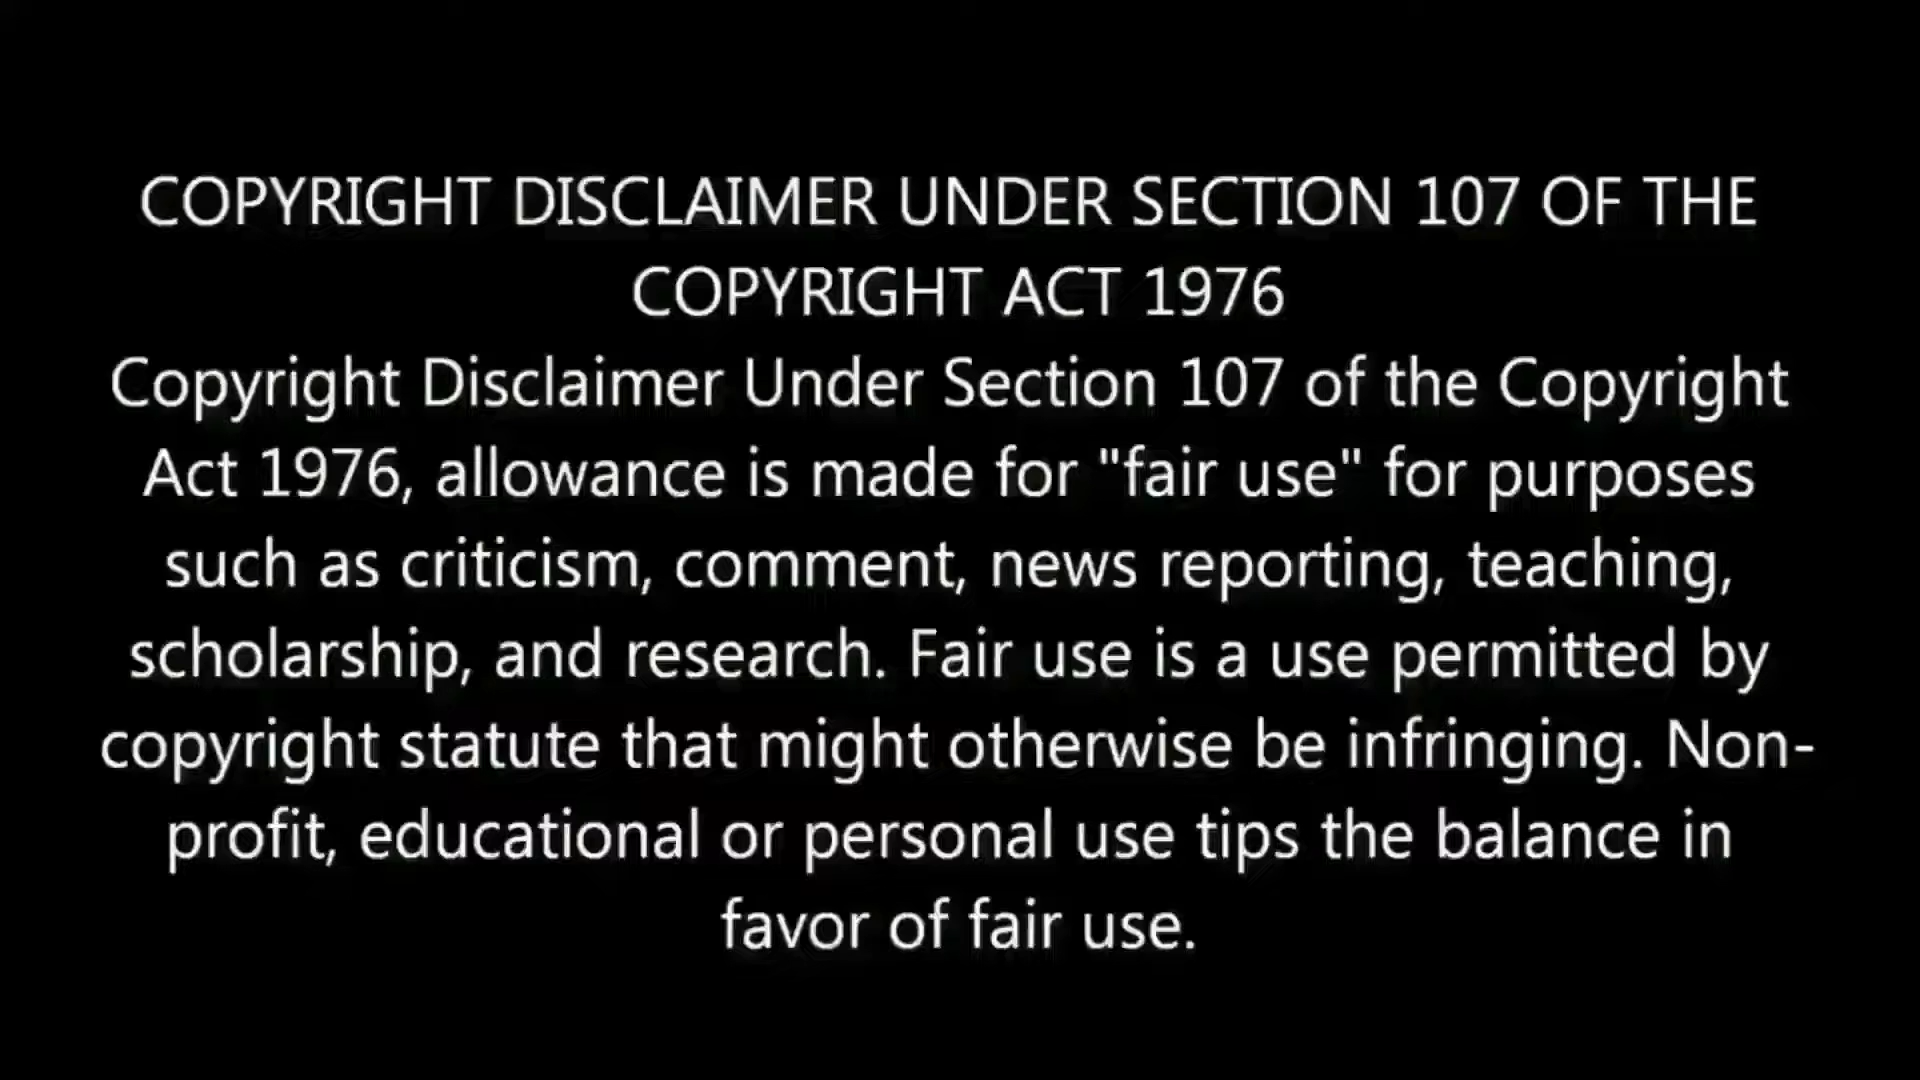 COPYRIGHT DISCLAIMER UNDER SECTION 107 OF THE
COPYRIGHT ACT 1976
Copyright Disclaimer Under Section 107 of the Copyright
Act 1976, allowance is made for "fair use" for purposes
such as criticism, comment, news reporting, teaching,
scholarship, and research. Fair use is a use permitted by
copyright statute that might otherwise be infringing. Non-
profit, educational or personal use tips the balance in
favor of fair use.